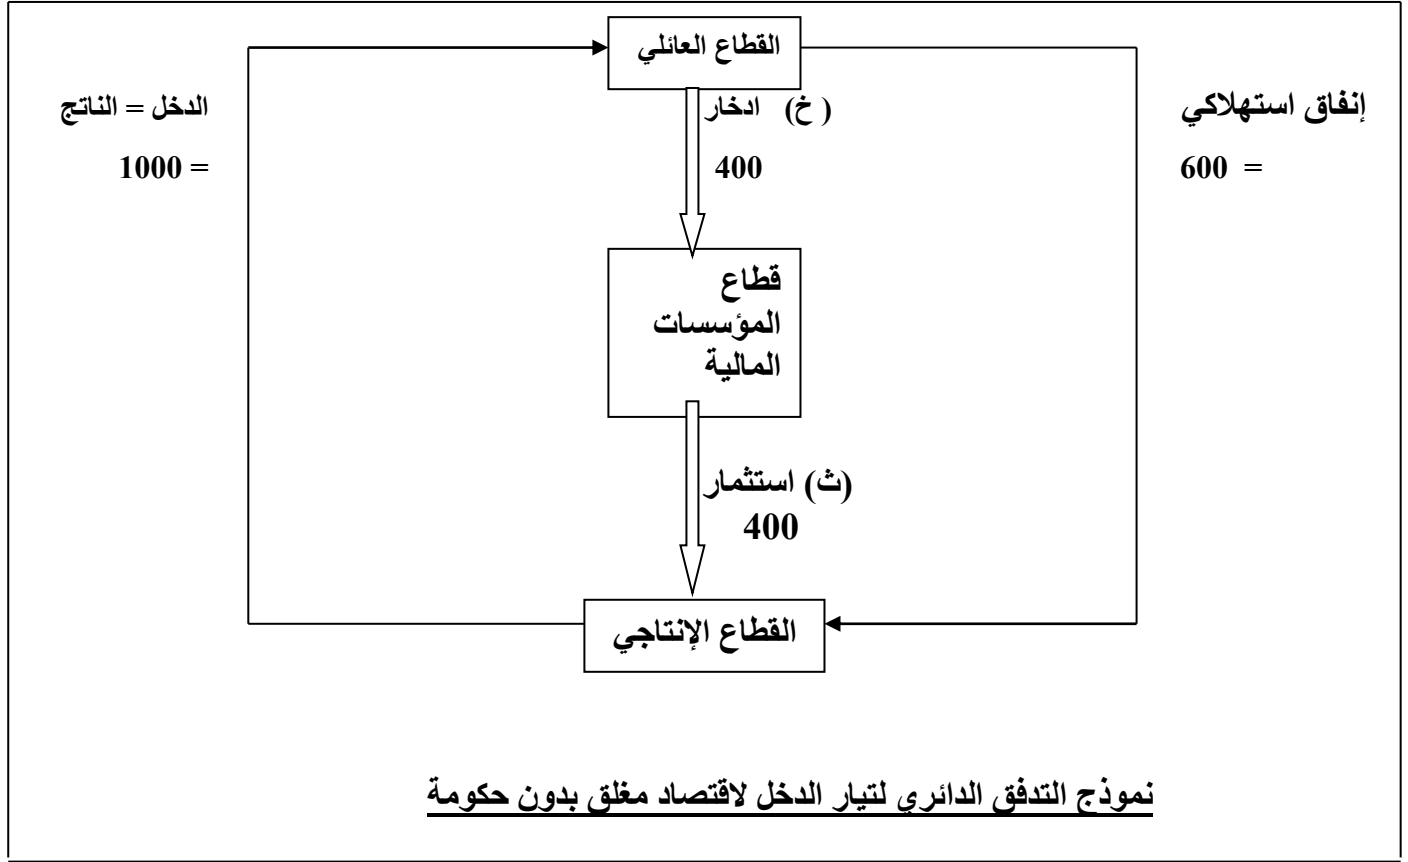 القطاع العائلي
الدخل = الناتج
= 1000
(خ) ادخار
400
إنفاق استهلاكي
= 600
قطاع
المؤسسات
المالية
(ث) استثمار
400
القطاع الإنتاجي
نموذج التدفق الدائري لتيار الدخل لاقتصاد مغلق بدون حكومة